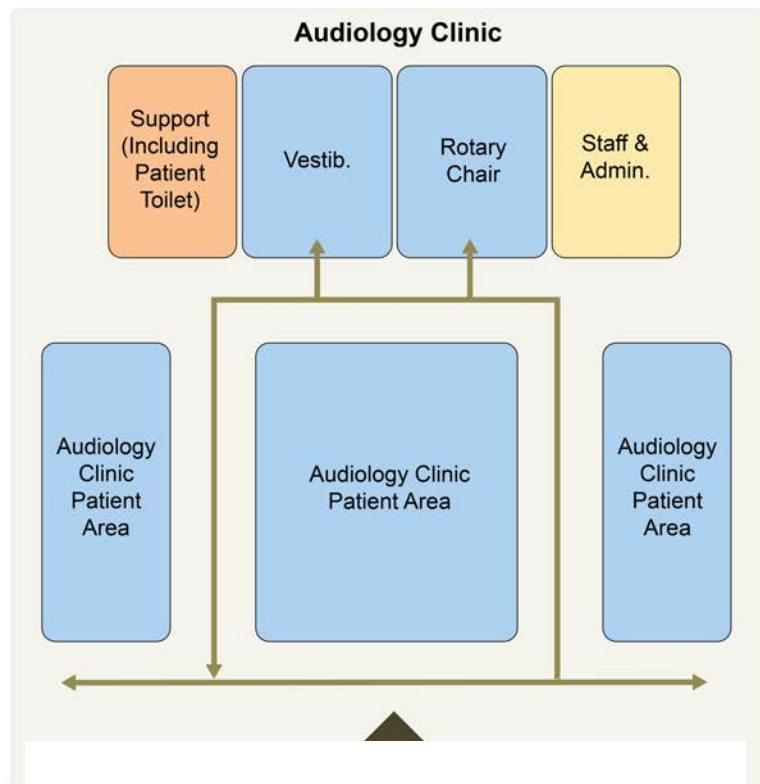 Audiology Clinic
Support
(Including
Patient
Toilet)
Vestib.
Rotary
Chair
Staff &
Admin.
Audiology
Clinic
Patient
Area
Audiology Clinic
Patient Area
Audiology
Clinic
Patient
Area